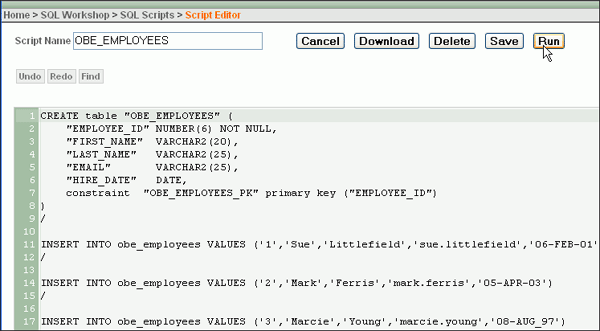 Home > SQL Workshop > SQL Scripts > Script Editor
Script Name OBE_EMPLOYEES Cancel Download Delete Save Run
Undo Redo Find
1 CREATE table "OBE_EMPLOYEES" (
2 "EMPLOYEE_ID" NUMBER(6) NOT NULL,
3 "FIRST_NAME" VARCHAR2(20),
4 "LAST_NAME" VARCHAR2(25),
5 "EMAIL" VARCHAR2(25),
6 "HIRE_DATE" DATE,
7 constraint "OBE_EMPLOYEES_PK" primary key ("EMPLOYEE_ID")
8 )
9 /
10
11 INSERT INTO obe_employees VALUES ('1','Sue','Littlefield','sue.littlefield','06-FEB-01'
12 /
13
14 INSERT INTO obe_employees VALUES ('2','Mark','Ferris','mark.ferris','05-APR-03')
15 /
16
17 INSERT INTO obe_employees VALUES ('3','Marcie','Young','marcie.young','08-AUG_97')